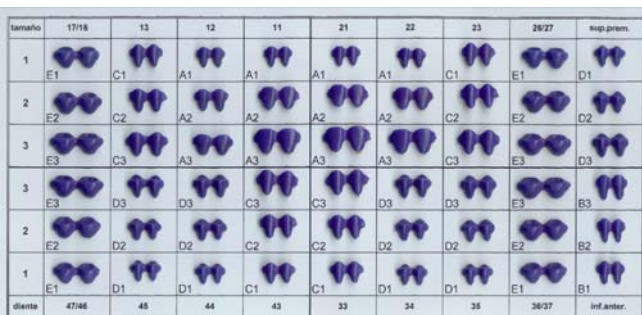 tamaño 17/16 13 12 11 21 22 23 26/27 sup.prem.
1 E1 C1 A1 A1 A1 A1 C1 E1 D1
2 E2 C2 A2 A2 A2 A2 C2 E2 D2
3 E3 C3 A3 A3 A3 A3 C3 E3 D3
3 E3 D3 D3 C3 C3 D3 D3 E3 B3
2 E2 D2 D2 C2 C2 D2 D2 E2 B2
1 E1 D1 D1 C1 C1 D1 D1 E1 B1
diente 47/46 45 44 43 33 34 35 36/37 inf.anter.